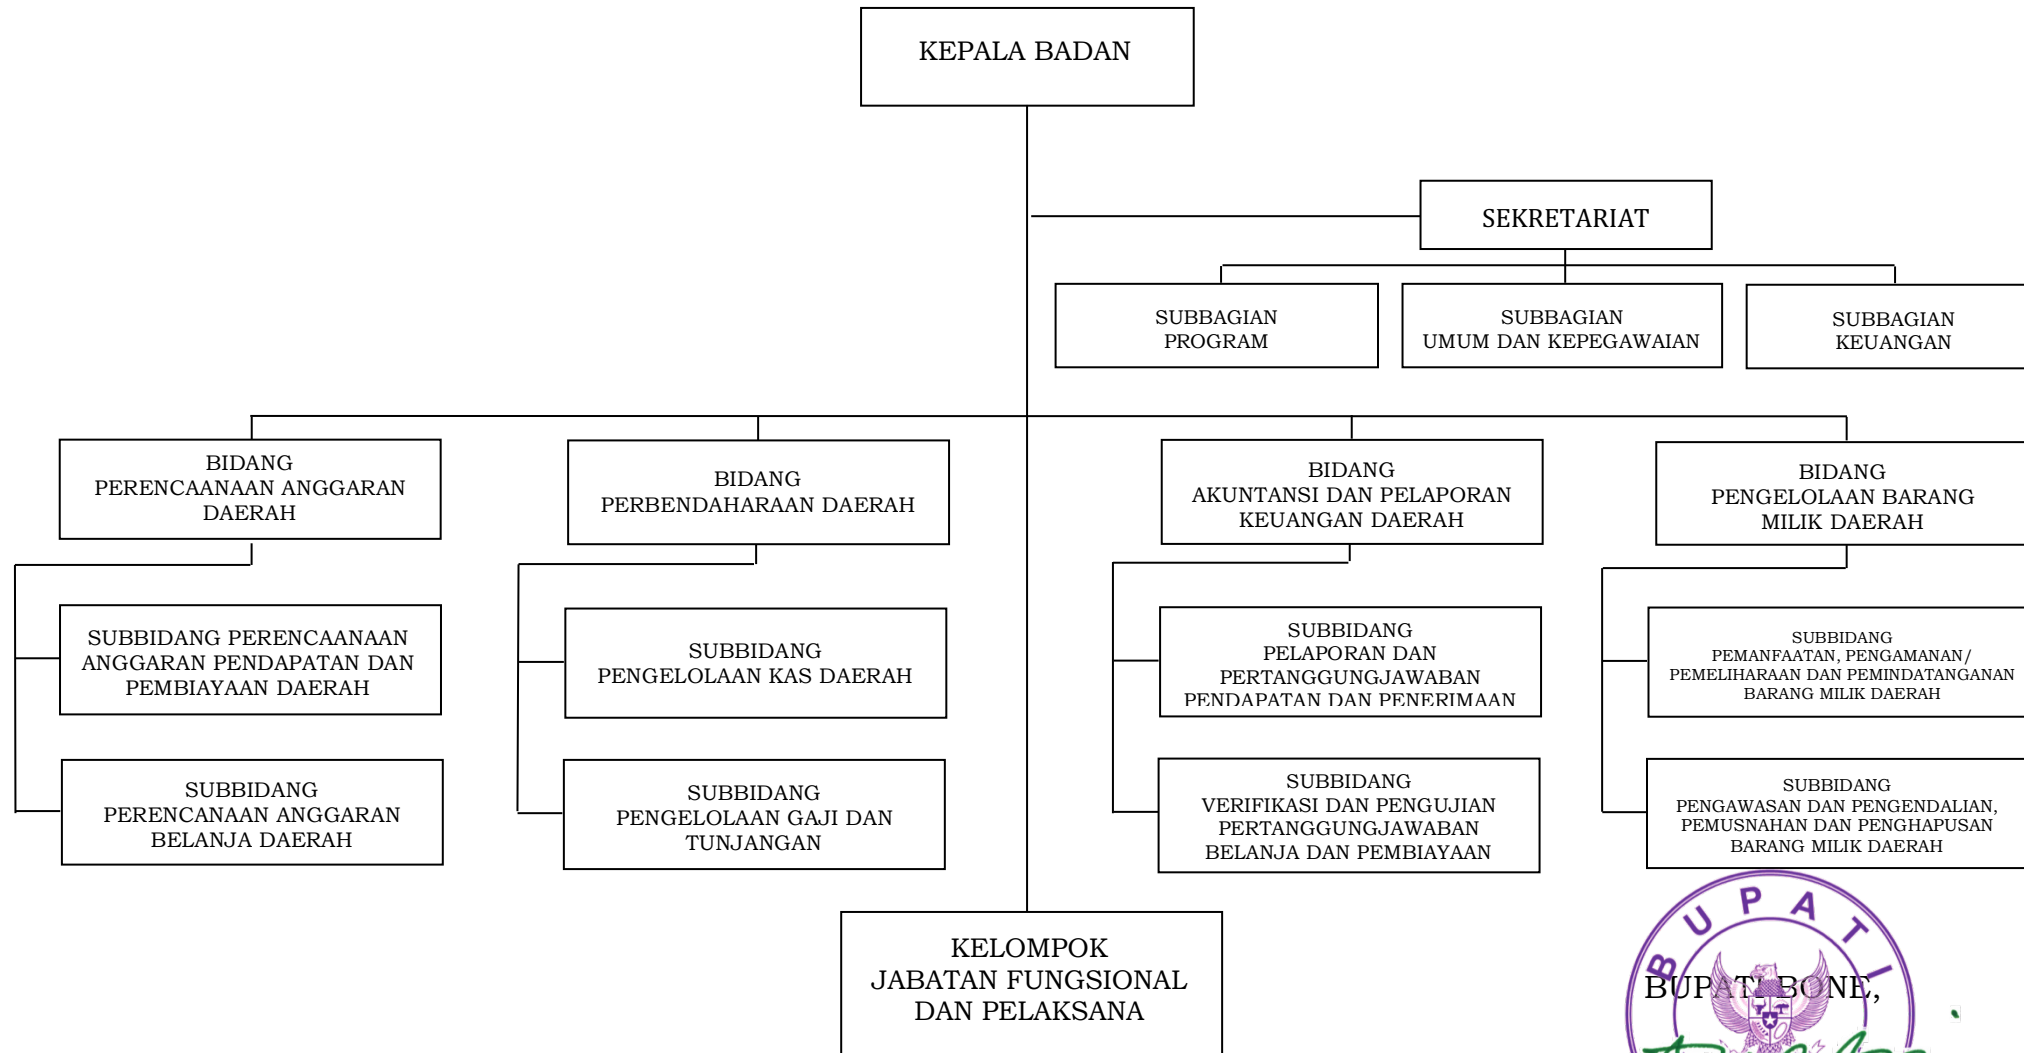 KEPALA BADAN
SEKRETARIAT
SUBBAGIAN
PROGRAM
SUBBAGIAN
UMUM DAN KEPEGAWAIAN
SUBBAGIAN
KEUANGAN
BIDANG
PERENCAANAAN ANGGARAN
DAERAH
BIDANG
PERBENDAHARAAN DAERAH
BIDANG
AKUNTANSI DAN PELAPORAN
KEUANGAN DAERAH
BIDANG
PENGELOLAAN BARANG
MILIK DAERAH
SUBBIDANG PERENCAANAAN
ANGGARAN PENDAPATAN DAN
PEMBIAYAAN DAERAH
SUBBIDANG
PENGELOLAAN KAS DAERAH
SUBBIDANG
PELAPORAN DAN
PERTANGGUNGJAWABAN
PENDAPATAN DAN PENERIMAAN
SUBBIDANG
PEMANFAATAN, PENGAMANAN/
PEMELIHARAAN DAN PEMINDATANGANAN
BARANG MILIK DAERAH
SUBBIDANG
PERENCANAAN ANGGARAN
BELANJA DAERAH
SUBBIDANG
PENGELOLAAN GAJI DAN
TUNJANGAN
SUBBIDANG
VERIFIKASI DAN PENGUJIAN
PERTANGGUNGJAWABAN
BELANJA DAN PEMBIAYAAN
SUBBIDANG
PENGAWASAN DAN PENGENDALIAN,
PEMUSNAHAN DAN PENGHAPUSAN
BARANG MILIK DAERAH
KELOMPOK
JABATAN FUNGSIONAL
DAN PELAKSANA
BUPATI
BUPATI BONE,